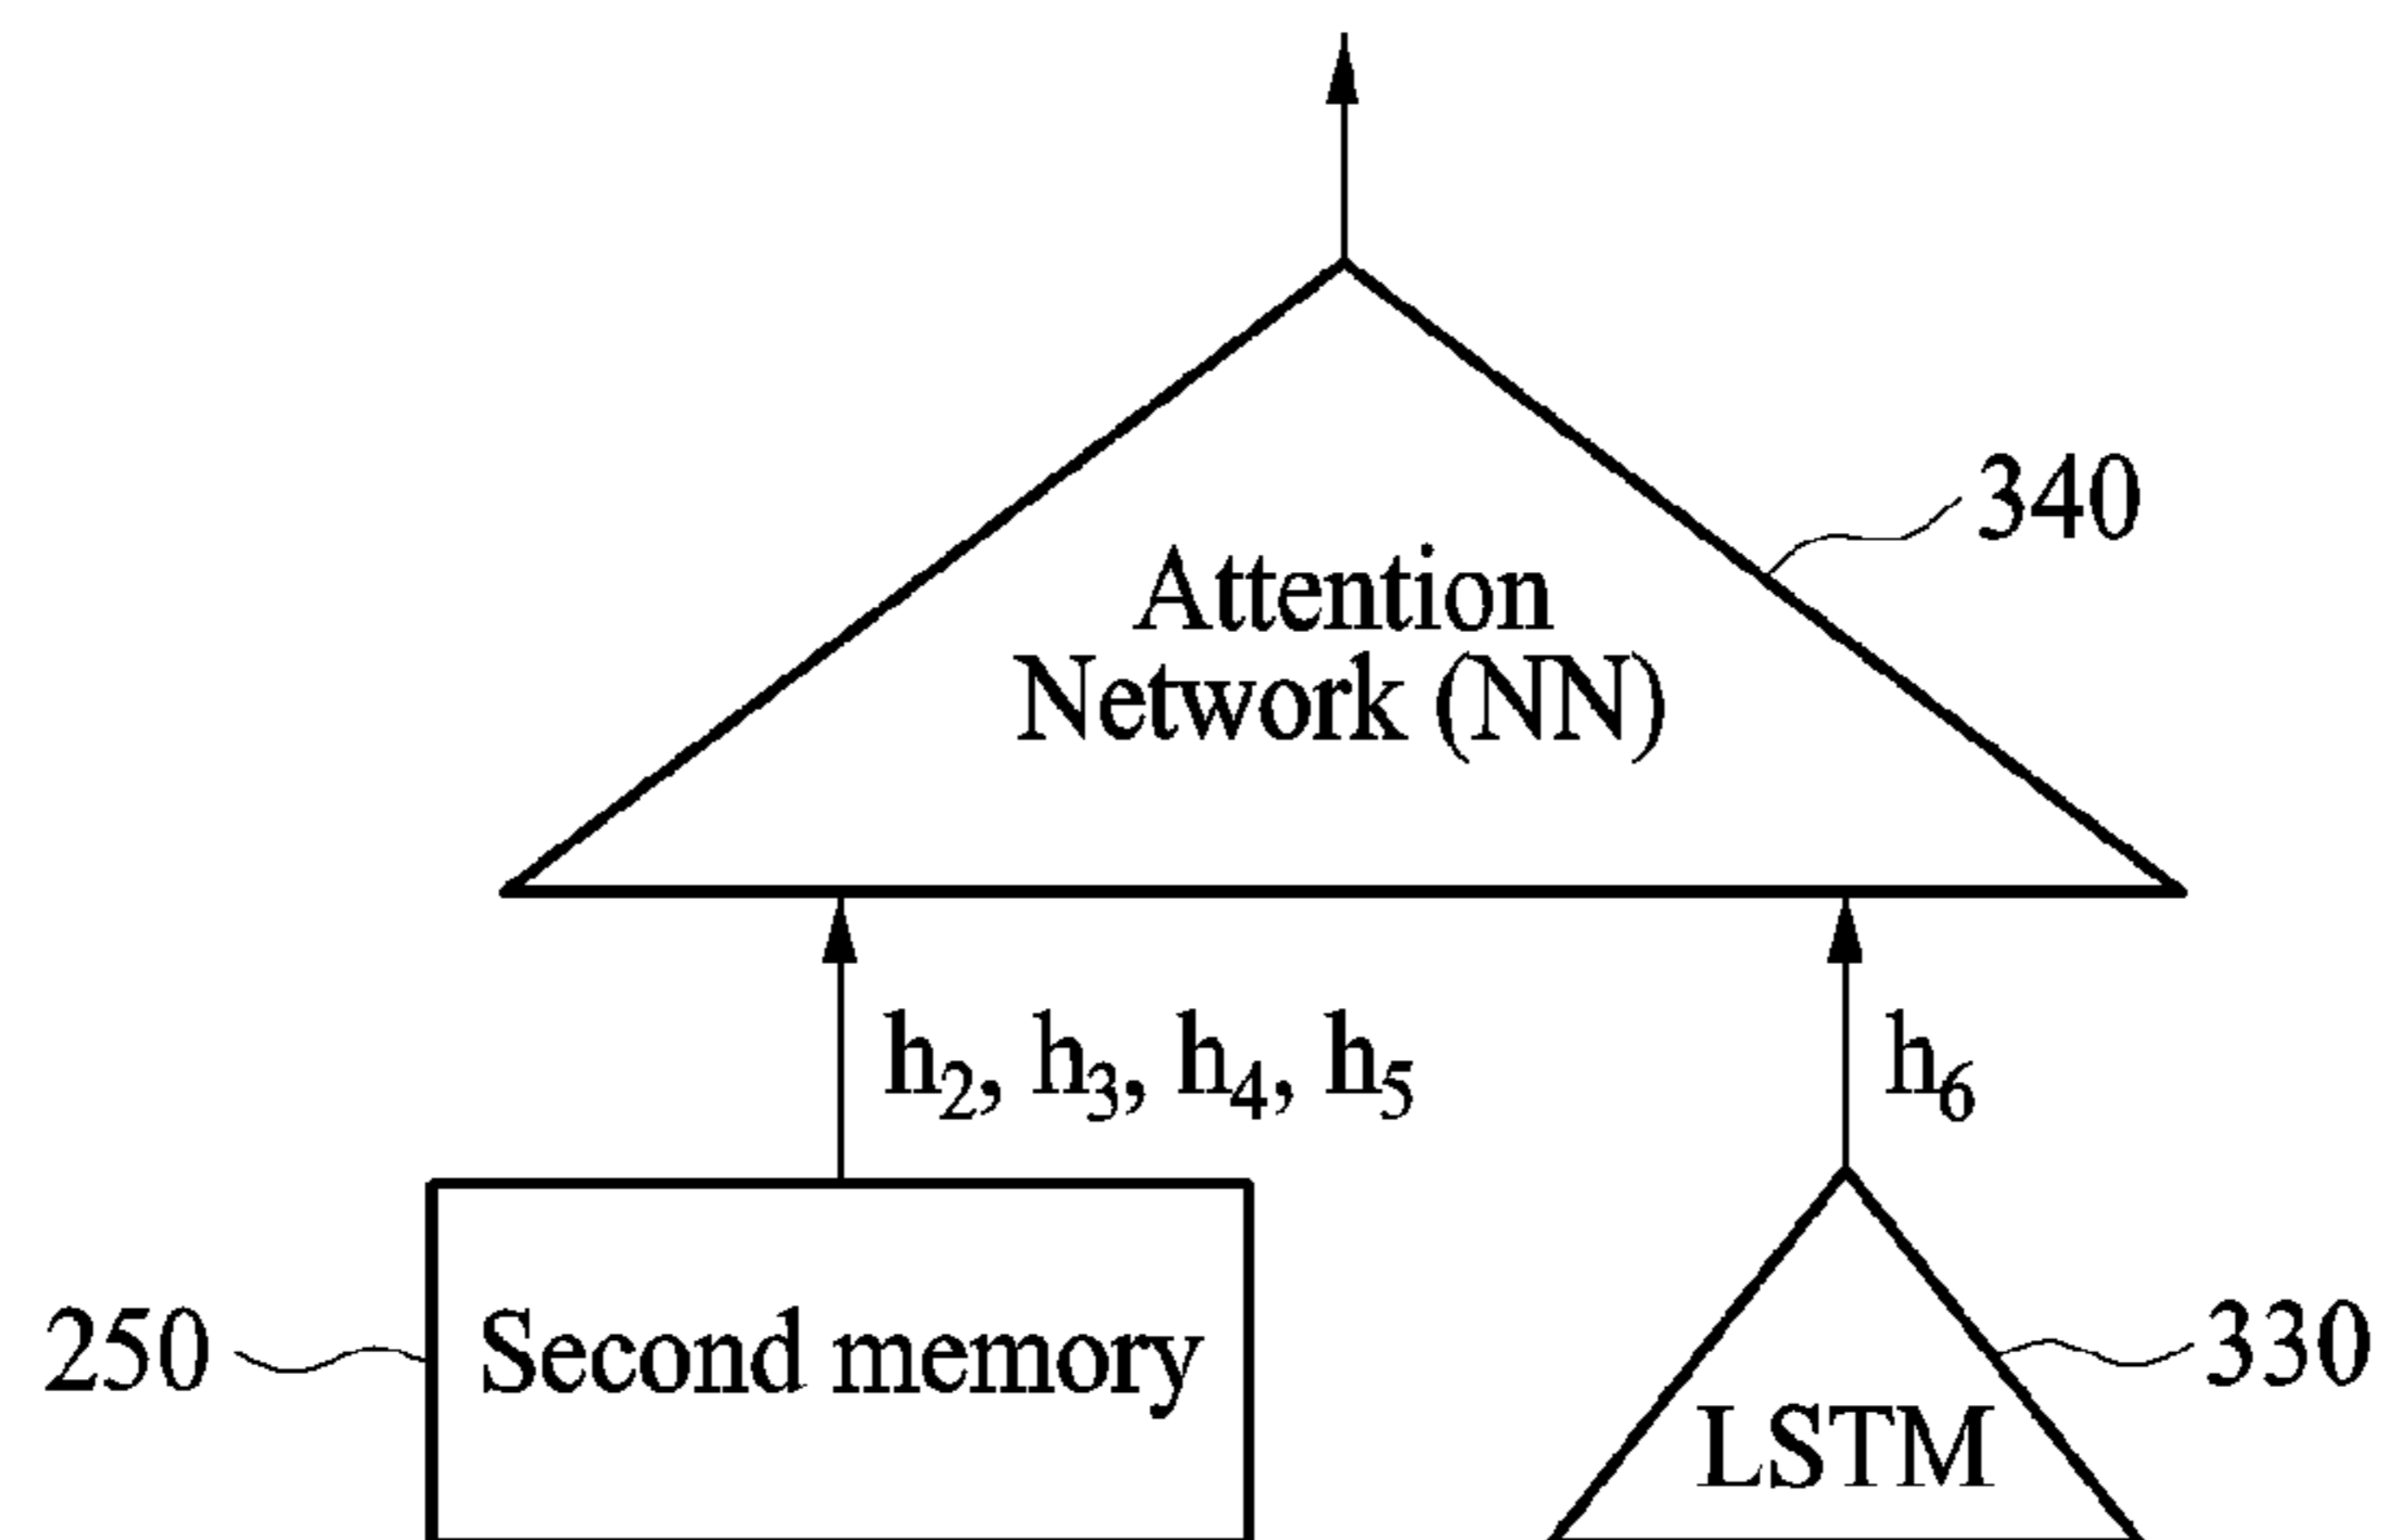 340
Attention
Network (NN)
h₂, h₃, h₄, h₅
h₆
250
Second memory
330
LSTM